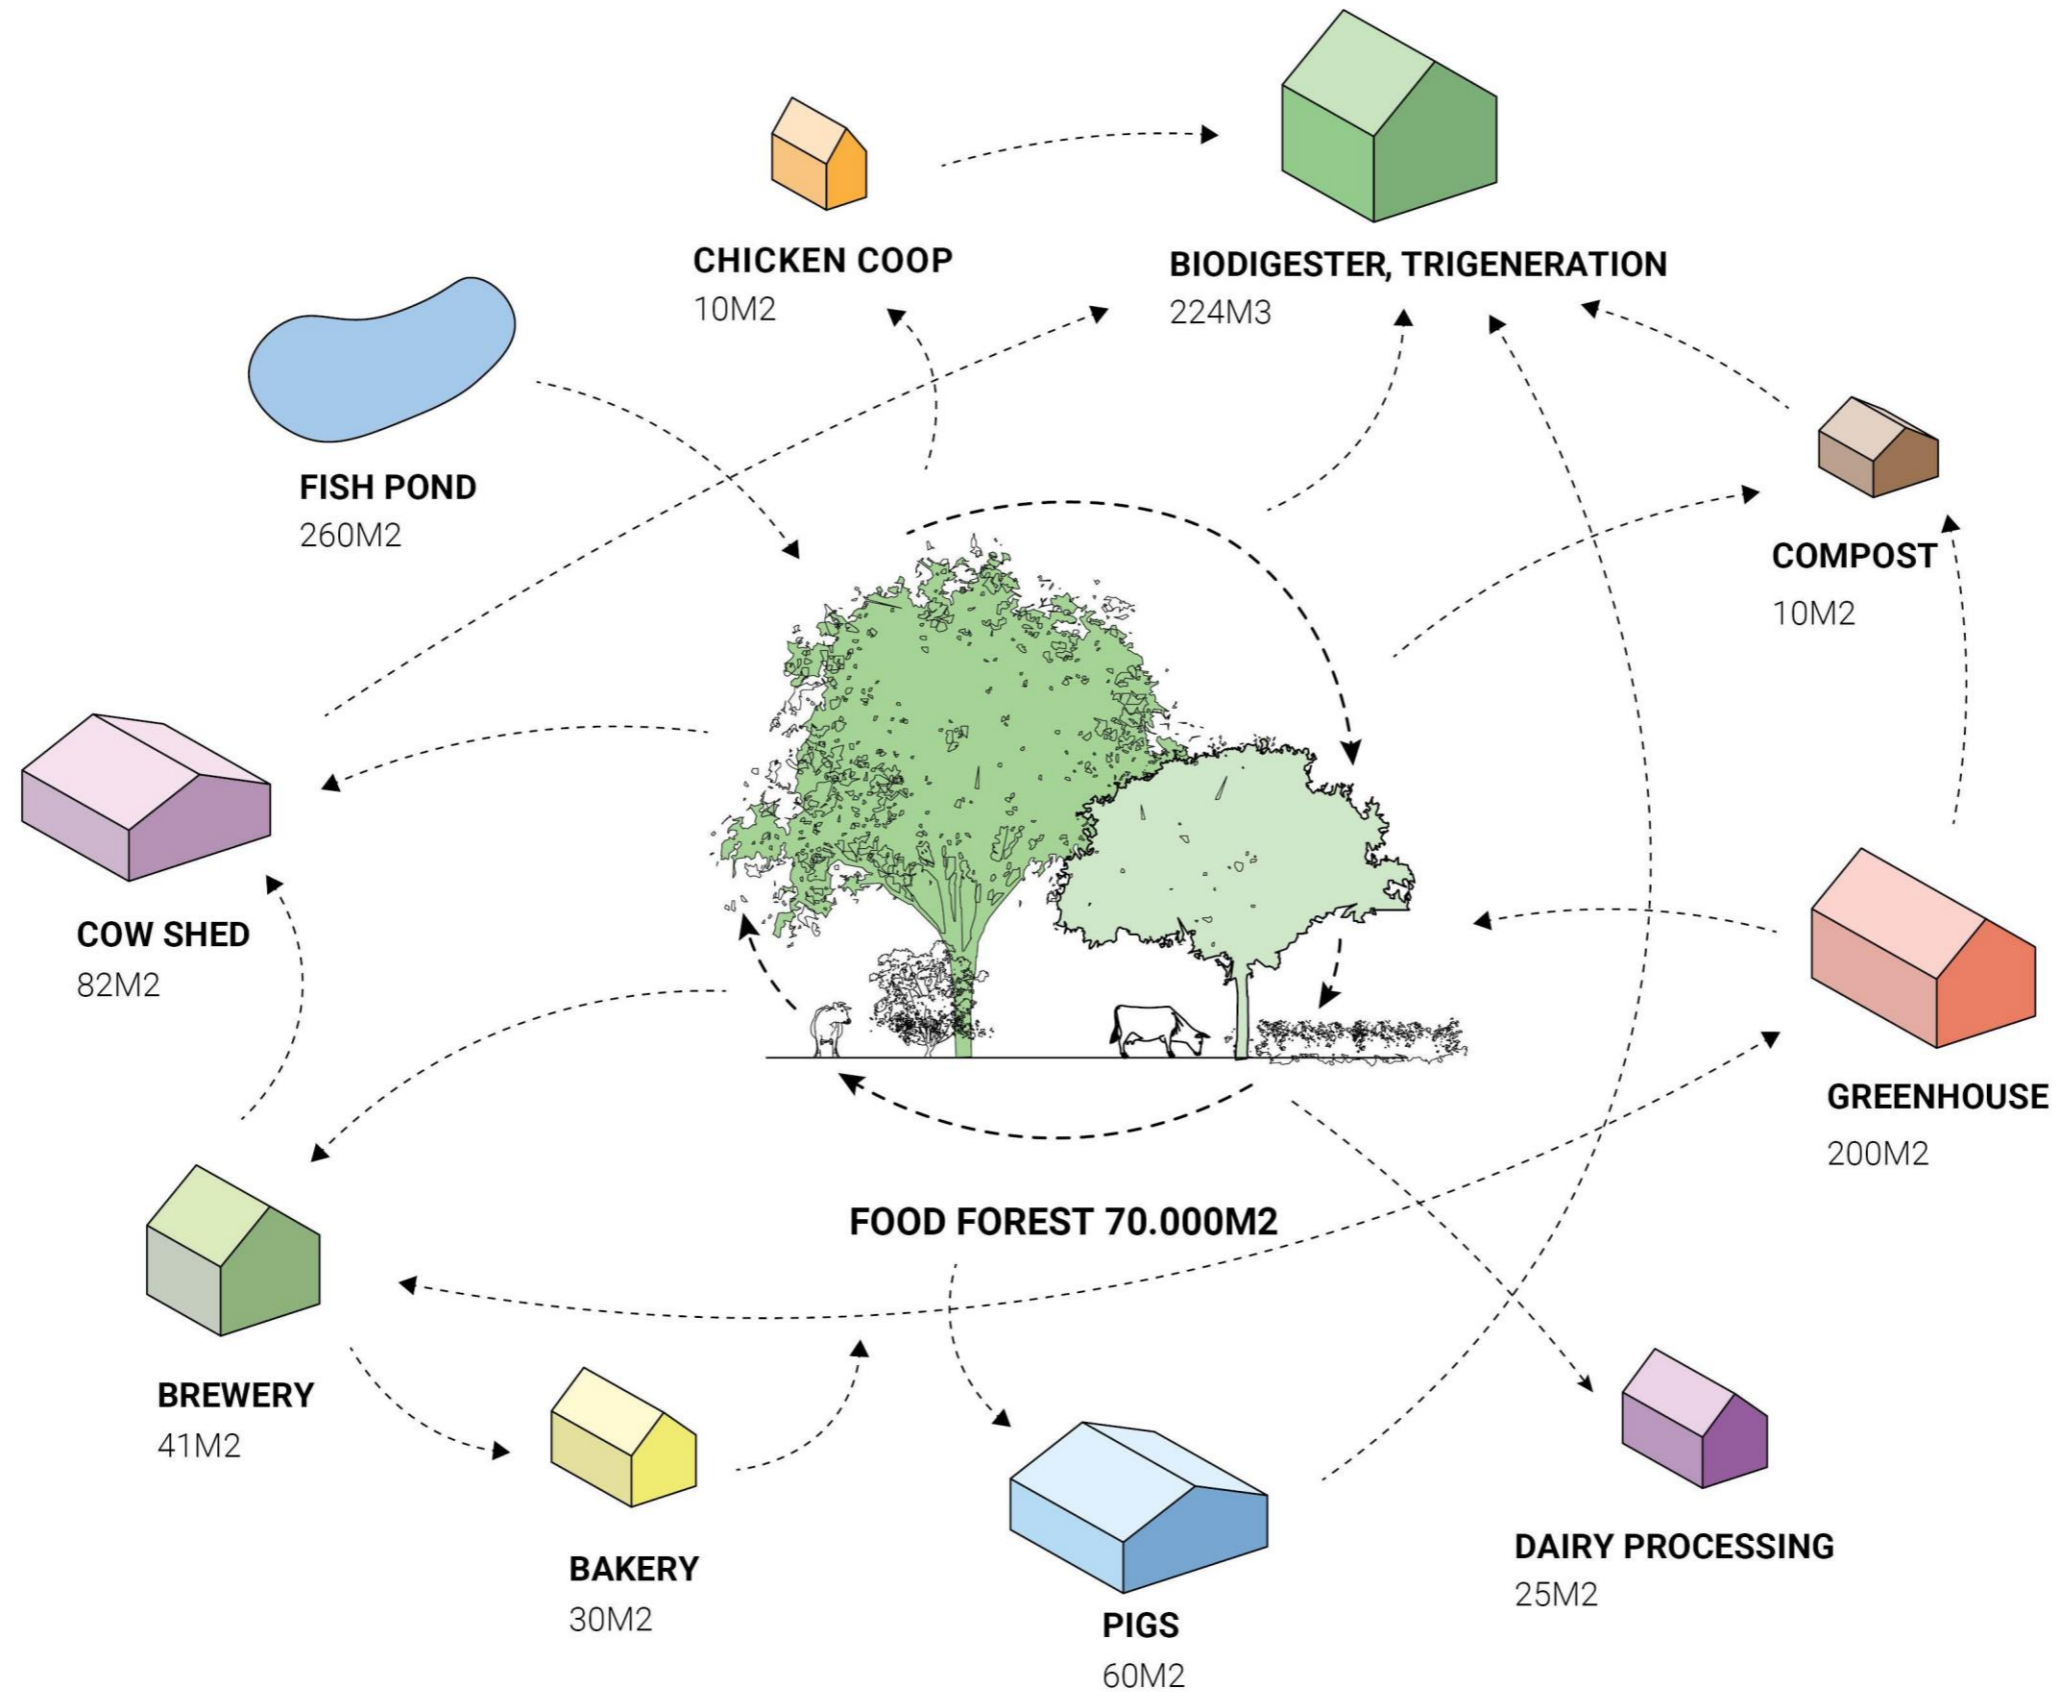 CHICKEN COOP
10M2
BIODIGESTER, TRIGENERATION
224M3
FISH POND
260M2
COMPOST
10M2
COW SHED
82M2
GREENHOUSE
200M2
FOOD FOREST 70.000M2
BREWERY
41M2
BAKERY
30M2
PIGS
60M2
DAIRY PROCESSING
25M2